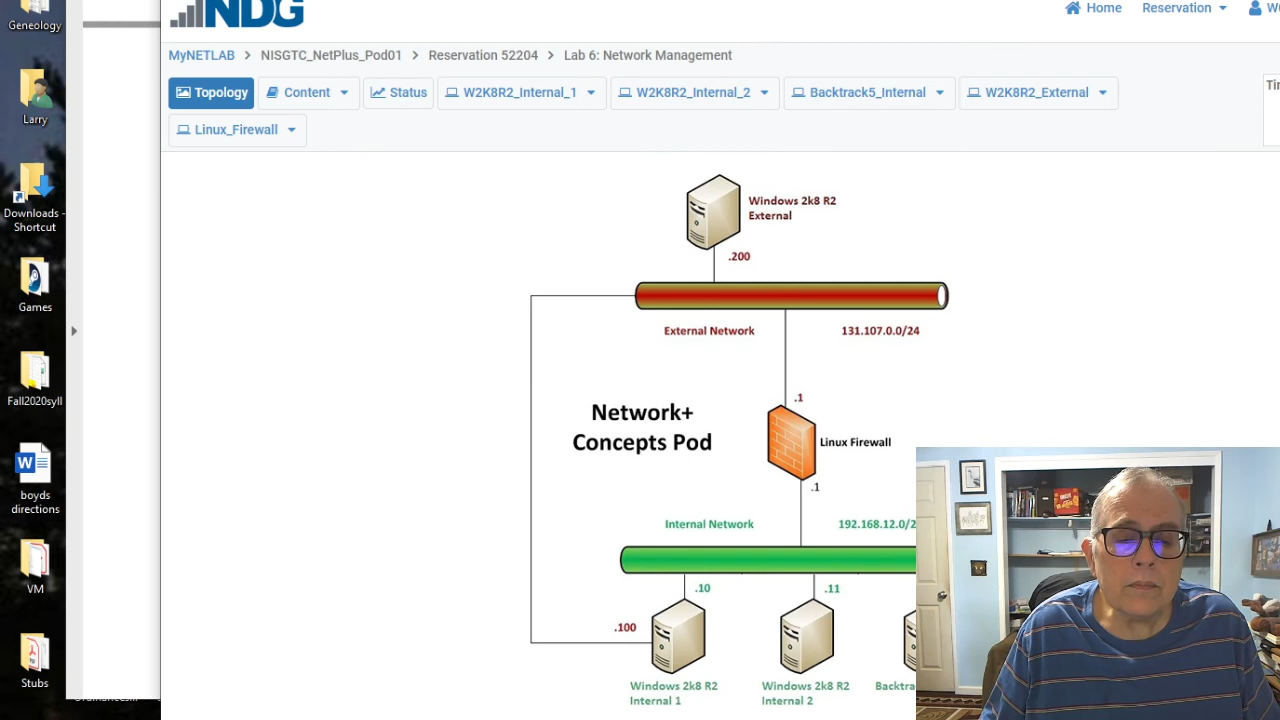 NDG
Home
Reservation
MyNETLAB > NISGTC_NetPlus_Pod01 > Reservation 52204 > Lab 6: Network Management
Topology
Content
Status
W2K8R2_Internal_1
W2K8R2_Internal_2
Backtrack5_Internal
W2K8R2_External
Linux_Firewall
Geneology
Larry
Downloads -
Shortcut
Games
Fall2020syll
boyds
directions
VM
Stubs
Windows 2k8 R2
External
.200
External Network
131.107.0.0/24
.1
Network+
Concepts Pod
Linux Firewall
.1
Internal Network
192.168.12.0/2
.10
.11
.100
Windows 2k8 R2
Internal 1
Windows 2k8 R2
Internal 2
Backtra